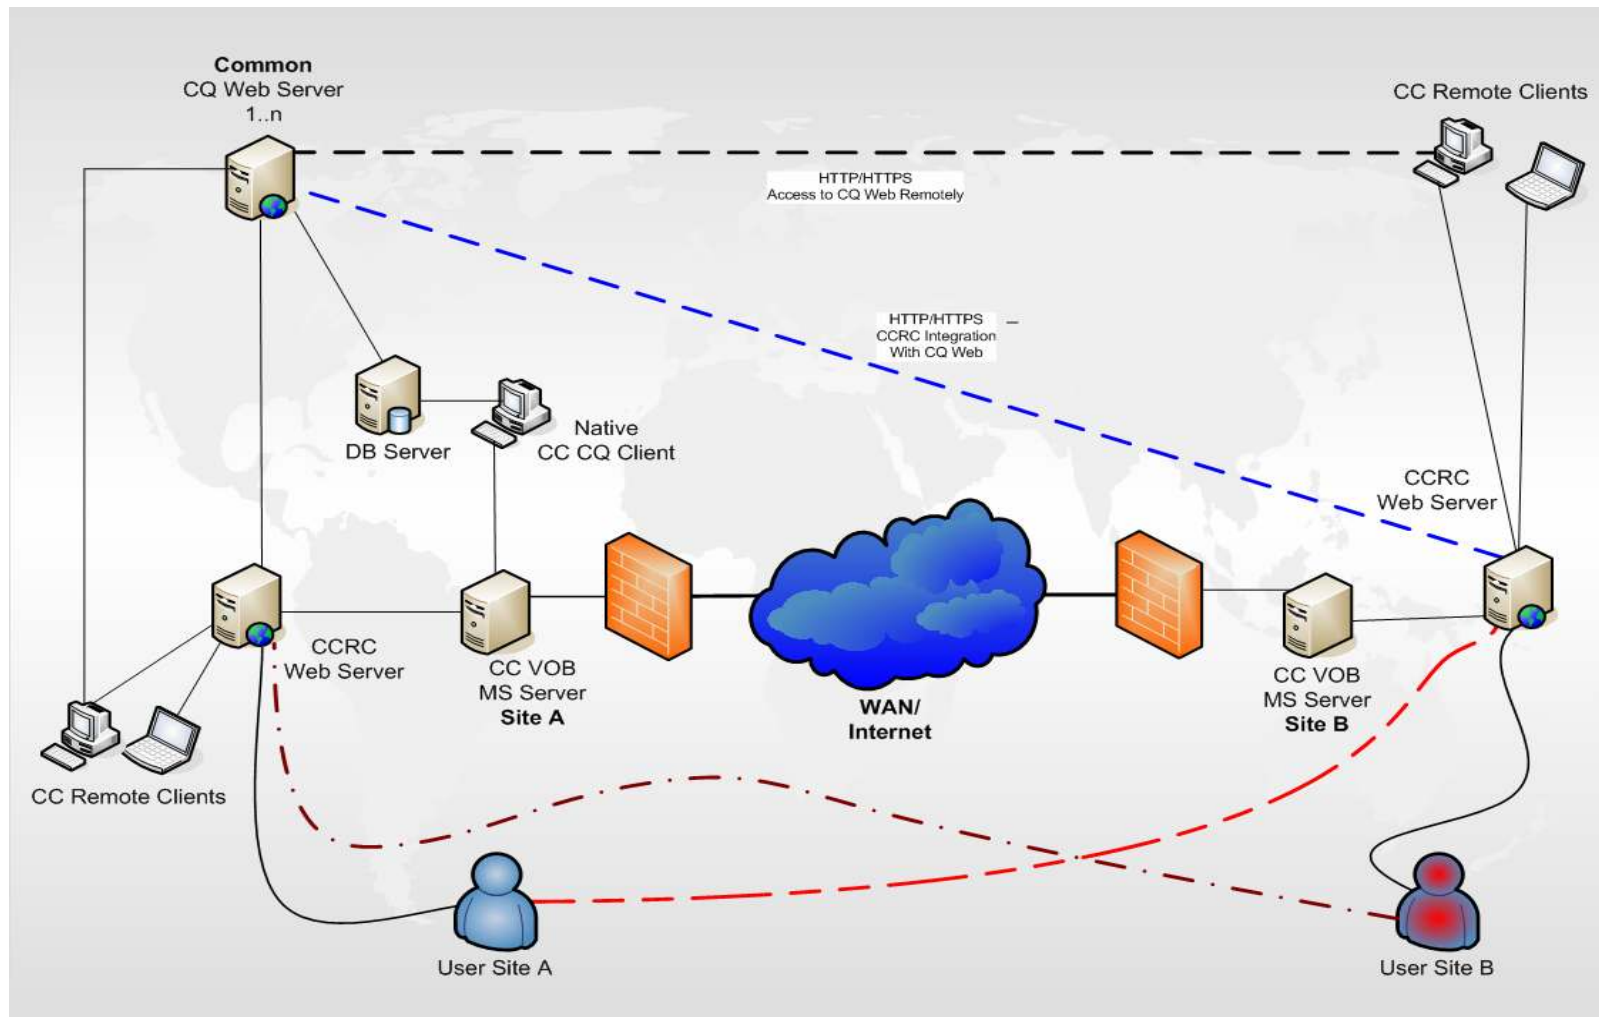 Common
CQ Web Server
1..n
CC Remote Clients
HTTP/HTTPS
Access to CQ Web Remotely
HTTP/HTTPS –
CCRC Integration
With CQ Web
DB Server
Native
CC CQ Client
CCRC
Web Server
CCRC
Web Server
CC VOB
MS Server
Site A
WAN/
Internet
CC VOB
MS Server
Site B
CC Remote Clients
User Site A
User Site B